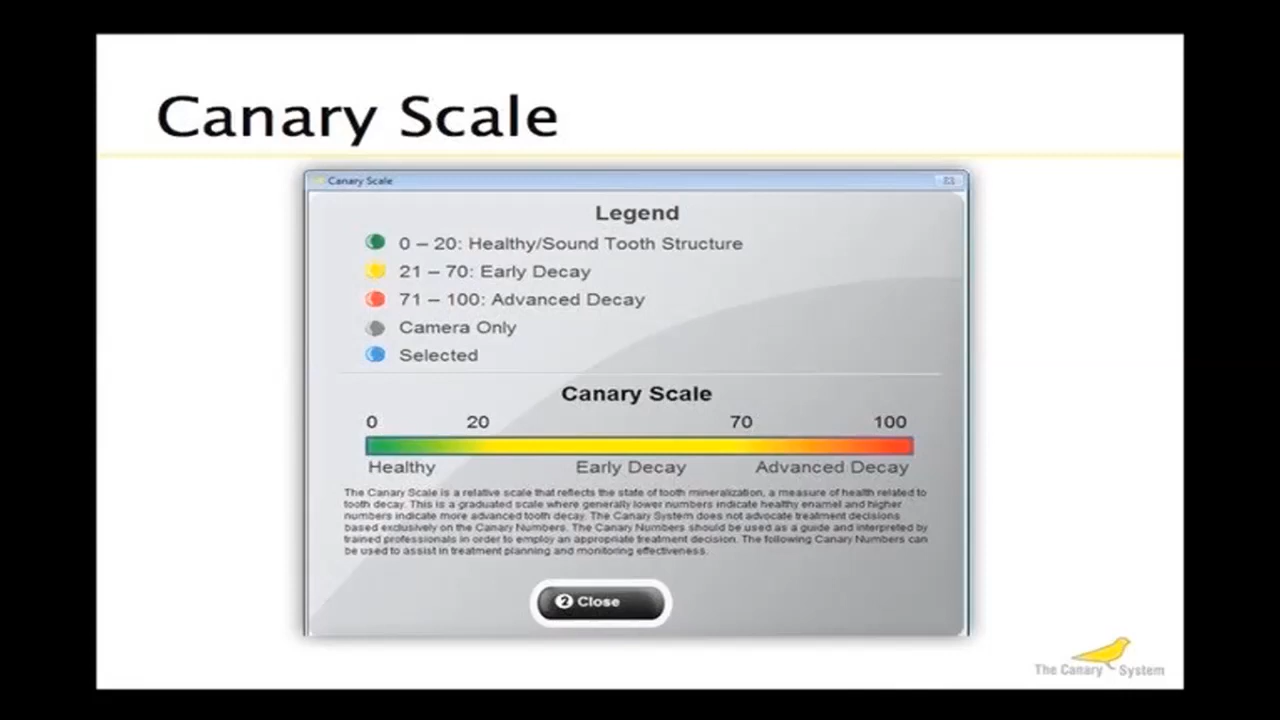 Canary Scale
Canary Scale
Legend
0 – 20: Healthy/Sound Tooth Structure
21 – 70: Early Decay
71 – 100: Advanced Decay
Camera Only
Selected
Canary Scale
0 20 70 100
Healthy Early Decay Advanced Decay
The Canary Scale is a relative scale that reflects the state of tooth mineralization, a measure of health related to
tooth decay. This is a graduated scale where generally lower numbers indicate healthy enamel and higher
numbers indicate more advanced tooth decay. The Canary System does not advocate treatment decisions
based exclusively on the Canary Numbers. The Canary Numbers should be used as a guide and interpreted by
trained professionals in order to employ an appropriate treatment decision. The following Canary Numbers can
be used to assist in treatment planning and monitoring effectiveness.
2 Close
The Canary System